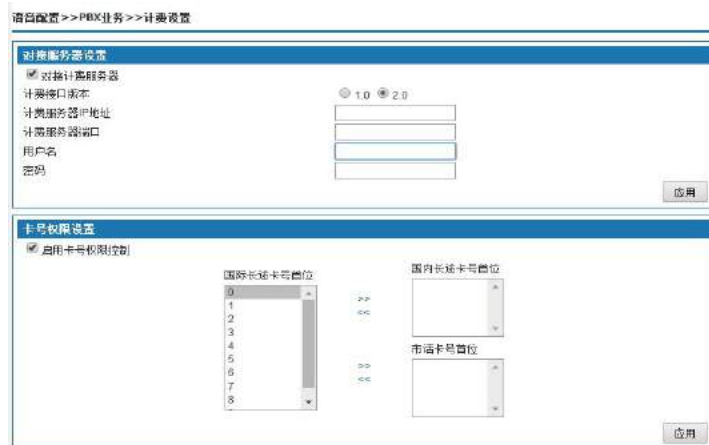 语音配置>>PBX业务>>计费设置
对接服务器设置
对接计费服务器
计费接口版本 1.0 2.0
计费服务器IP地址
计费服务器端口
用户名
密码
应用
卡号权限设置
启用卡号权限控制
国际长途卡号首位
0
1
2
3
4
5
6
7
8
>>
<<
>>
<<
国内长途卡号首位
市话卡号首位
应用